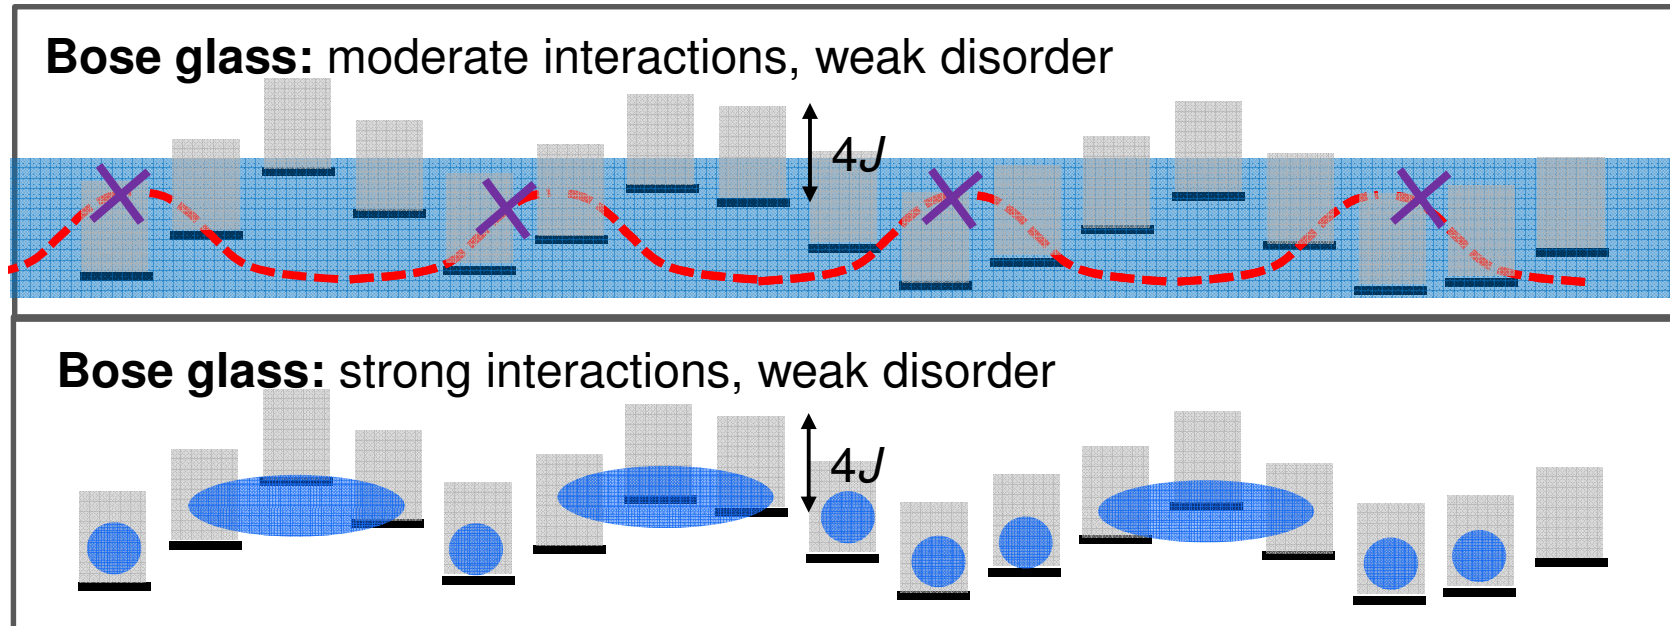 Bose glass: moderate interactions, weak disorder
4J
Bose glass: strong interactions, weak disorder
4J